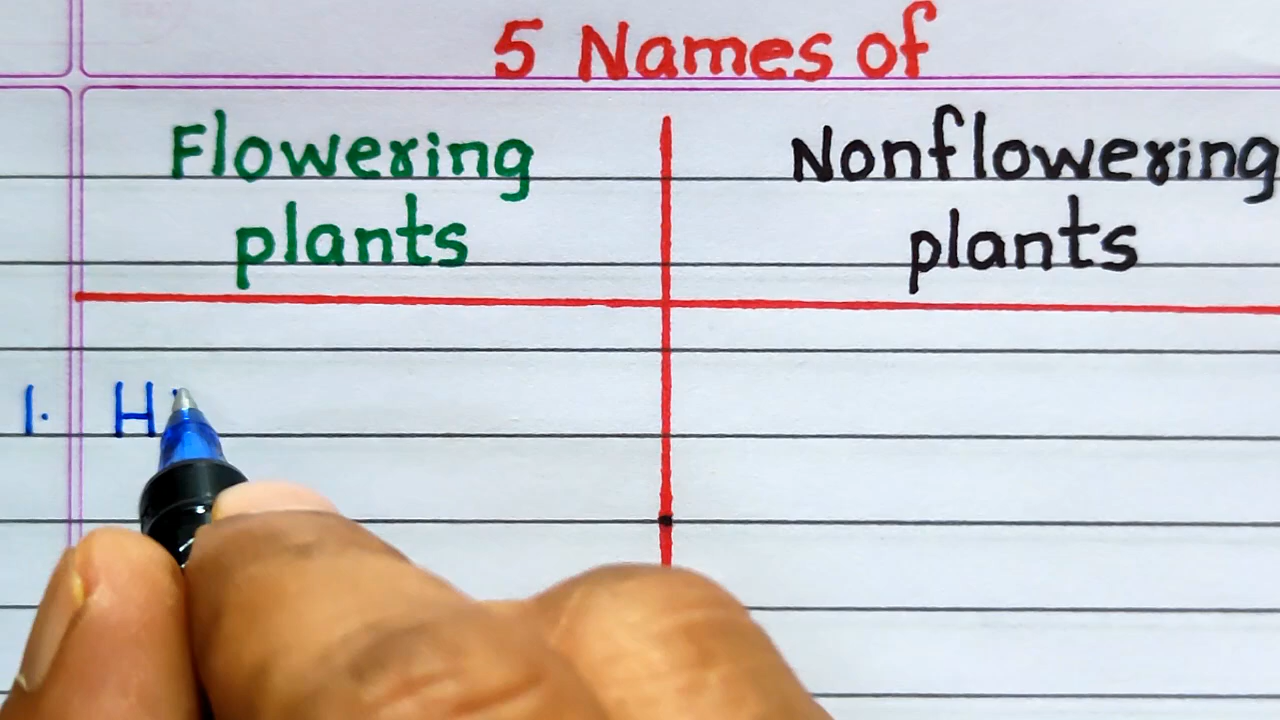 5 Names of
Flowering
plants
Nonflowering
plants
1. H